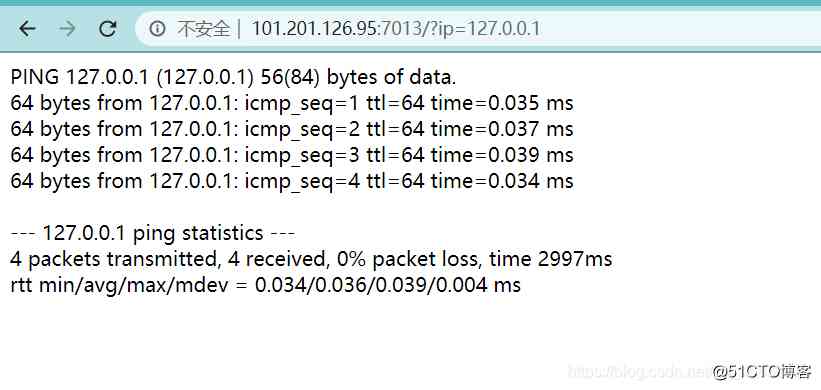 不安全 | 101.201.126.95:7013/?ip=127.0.0.1
PING 127.0.0.1 (127.0.0.1) 56(84) bytes of data.
64 bytes from 127.0.0.1: icmp_seq=1 ttl=64 time=0.035 ms
64 bytes from 127.0.0.1: icmp_seq=2 ttl=64 time=0.037 ms
64 bytes from 127.0.0.1: icmp_seq=3 ttl=64 time=0.039 ms
64 bytes from 127.0.0.1: icmp_seq=4 ttl=64 time=0.034 ms
--- 127.0.0.1 ping statistics ---
4 packets transmitted, 4 received, 0% packet loss, time 2997ms
rtt min/avg/max/mdev = 0.034/0.036/0.039/0.004 ms
https://blog.csdn.net/
@51CTO博客